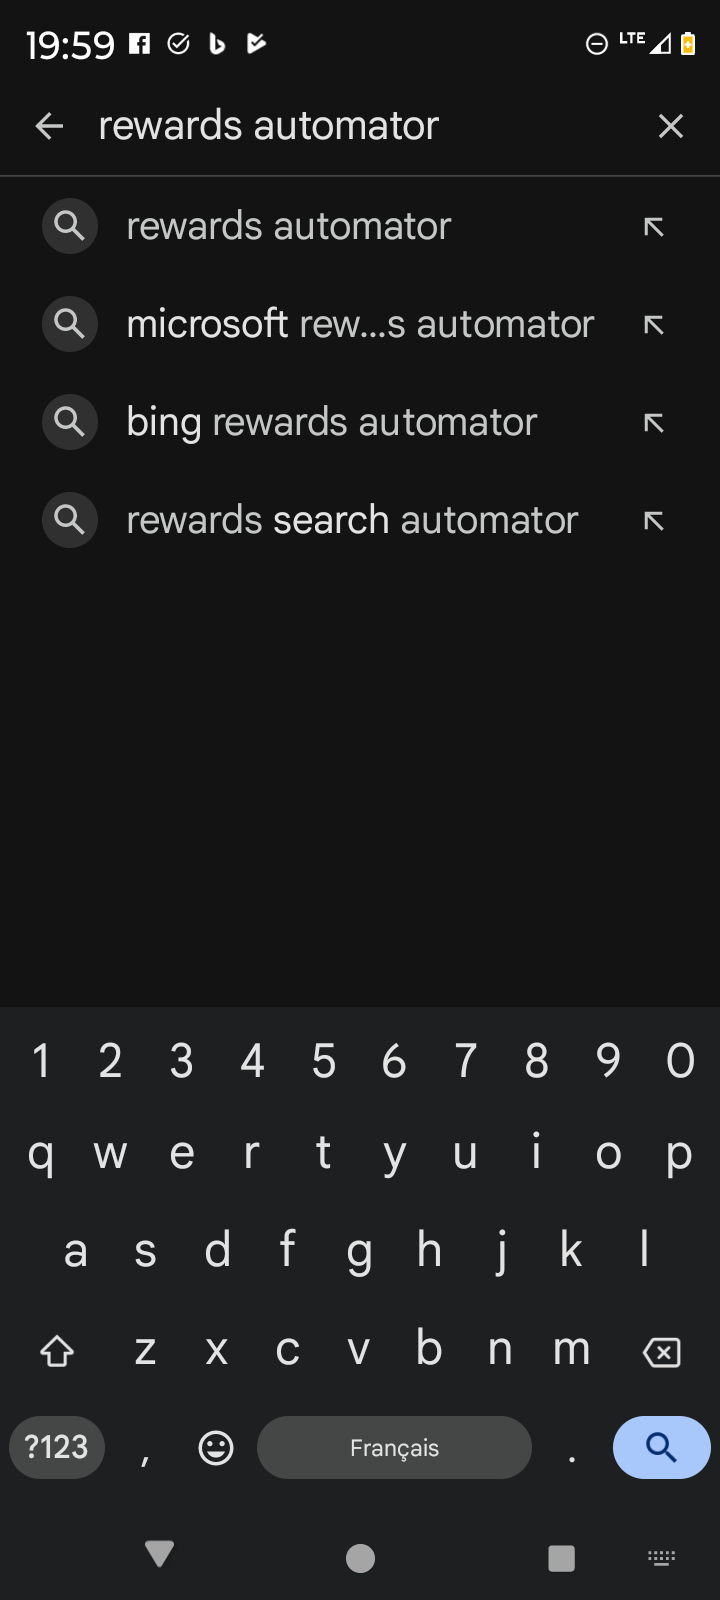 19:59 LTE
rewards automator
rewards automator
microsoft rew...s automator
bing rewards automator
rewards search automator
1 2 3 4 5 6 7 8 9 0
q w e r t y u i o p
a s d f g h j k l
z x c v b n m
?123 , Français .